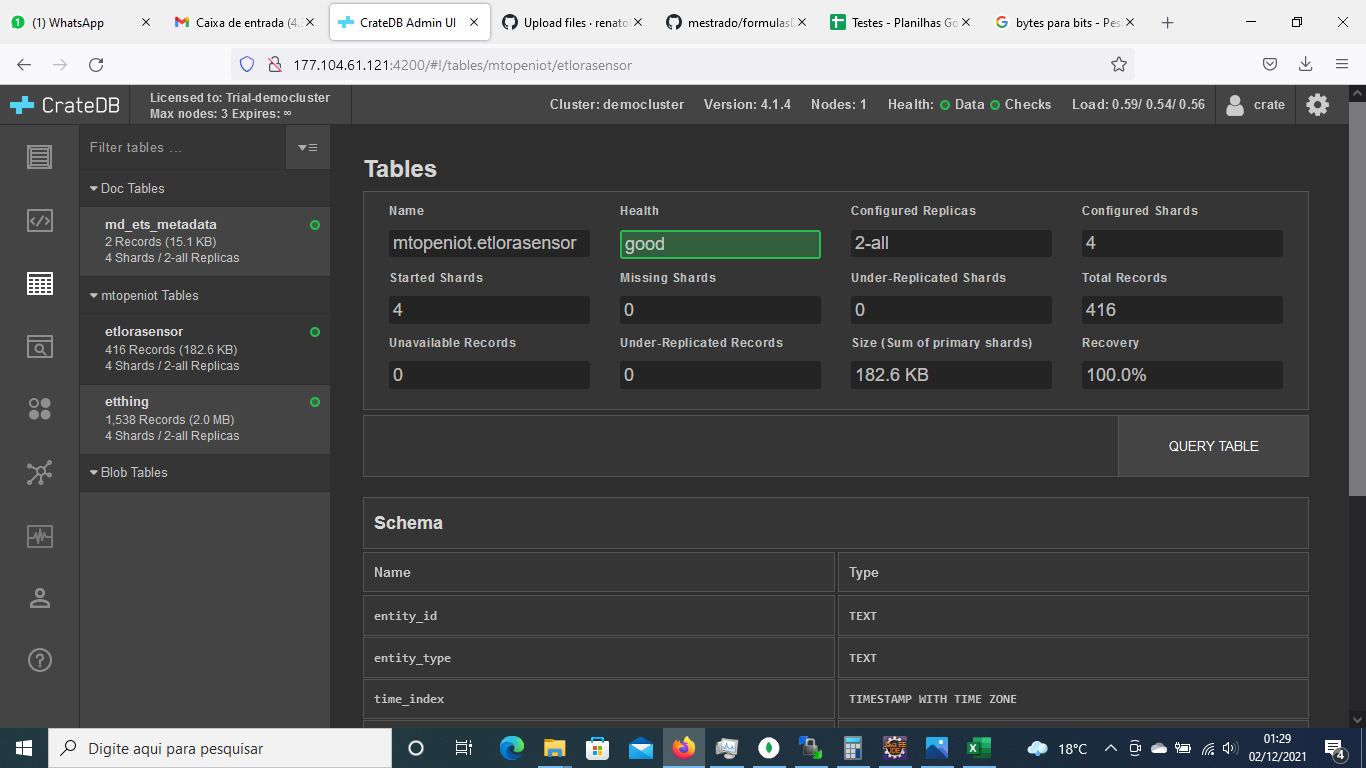 (1) WhatsApp
Caixa de entrada (4.
CrateDB Admin UI
Upload files · renato
mestrado/formulas
Testes - Planilhas Go
bytes para bits - Pes
177.104.61.121:4200/#!/tables/mtopeniot/etlorasensor
CrateDB
Licensed to: Trial-democluster
Max nodes: 3 Expires: ∞
Cluster: democluster
Version: 4.1.4
Nodes: 1
Health: Data Checks
Load: 0.59/ 0.54/ 0.56
crate
Filter tables ...
Doc Tables
md_ets_metadata
2 Records (15.1 KB)
4 Shards / 2-all Replicas
mtopeniot Tables
etlorasensor
416 Records (182.6 KB)
4 Shards / 2-all Replicas
etthing
1,538 Records (2.0 MB)
4 Shards / 2-all Replicas
Blob Tables
Tables
Name
Health
Configured Replicas
Configured Shards
mtopeniot.etlorasensor
good
2-all
4
Started Shards
Missing Shards
Under-Replicated Shards
Total Records
4
0
0
416
Unavailable Records
Under-Replicated Records
Size (Sum of primary shards)
Recovery
0
0
182.6 KB
100.0%
QUERY TABLE
Schema
Name
Type
entity_id
TEXT
entity_type
TEXT
time_index
TIMESTAMP WITH TIME ZONE
Digite aqui para pesquisar
18°C
01:29
02/12/2021
4